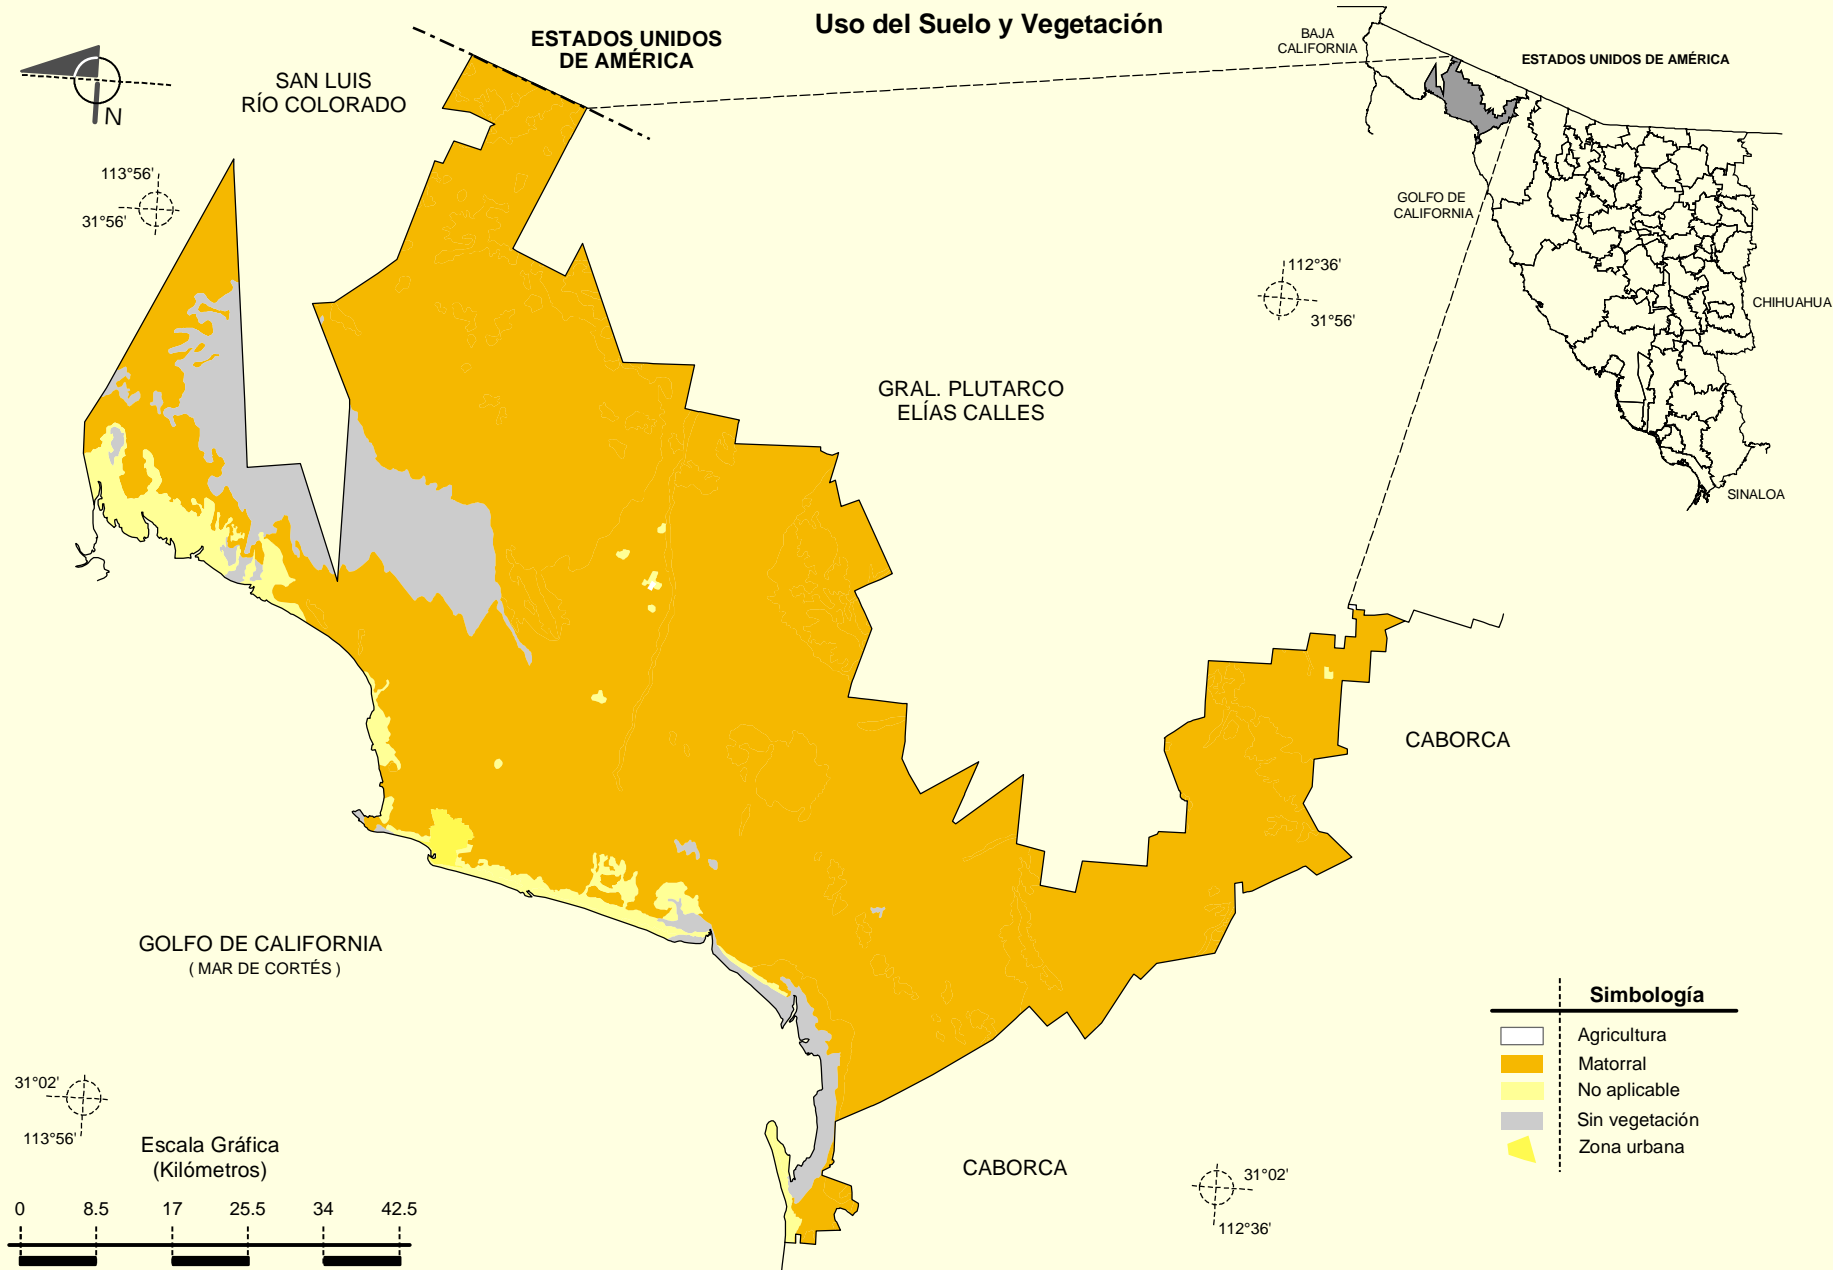 Uso del Suelo y Vegetación
ESTADOS UNIDOS
DE AMÉRICA
SAN LUIS
RÍO COLORADO
N
113°56'
31°56'
BAJA
CALIFORNIA
ESTADOS UNIDOS DE AMÉRICA
GOLFO DE
CALIFORNIA
CHIHUAHUA
SINALOA
112°36'
31°56'
GRAL. PLUTARCO
ELÍAS CALLES
CABORCA
GOLFO DE CALIFORNIA
( MAR DE CORTÉS )
31°02'
113°56'
Escala Gráfica
(Kilómetros)
0 8.5 17 25.5 34 42.5
CABORCA
31°02'
112°36'
Simbología
Agricultura
Matorral
No aplicable
Sin vegetación
Zona urbana